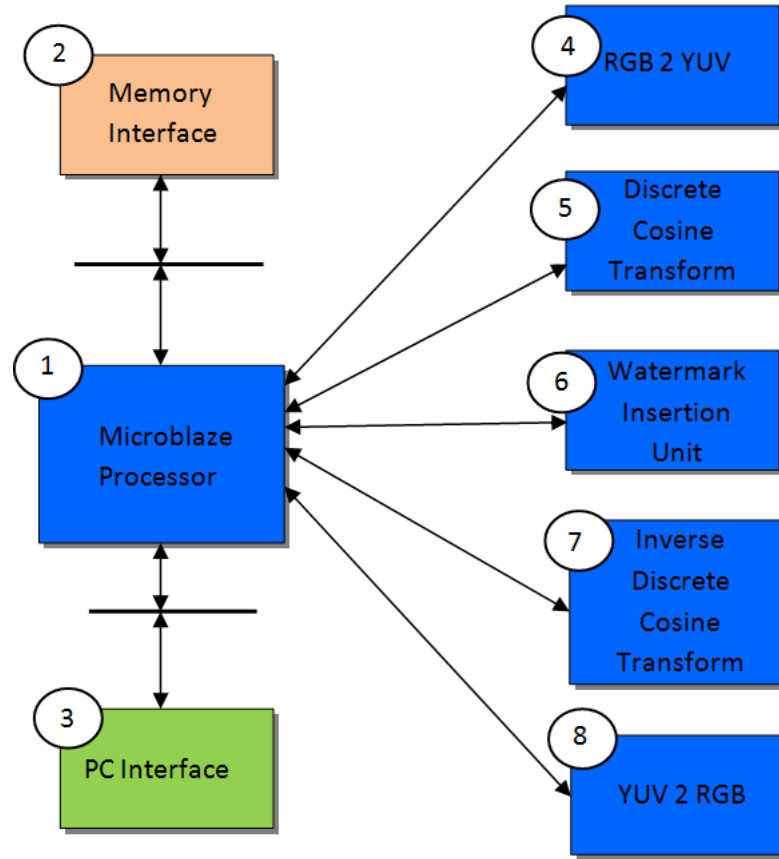 2
Memory
Interface
1
Microblaze
Processor
3
PC Interface
4
RGB 2 YUV
5
Discrete
Cosine
Transform
6
Watermark
Insertion
Unit
7
Inverse
Discrete
Cosine
Transform
8
YUV 2 RGB